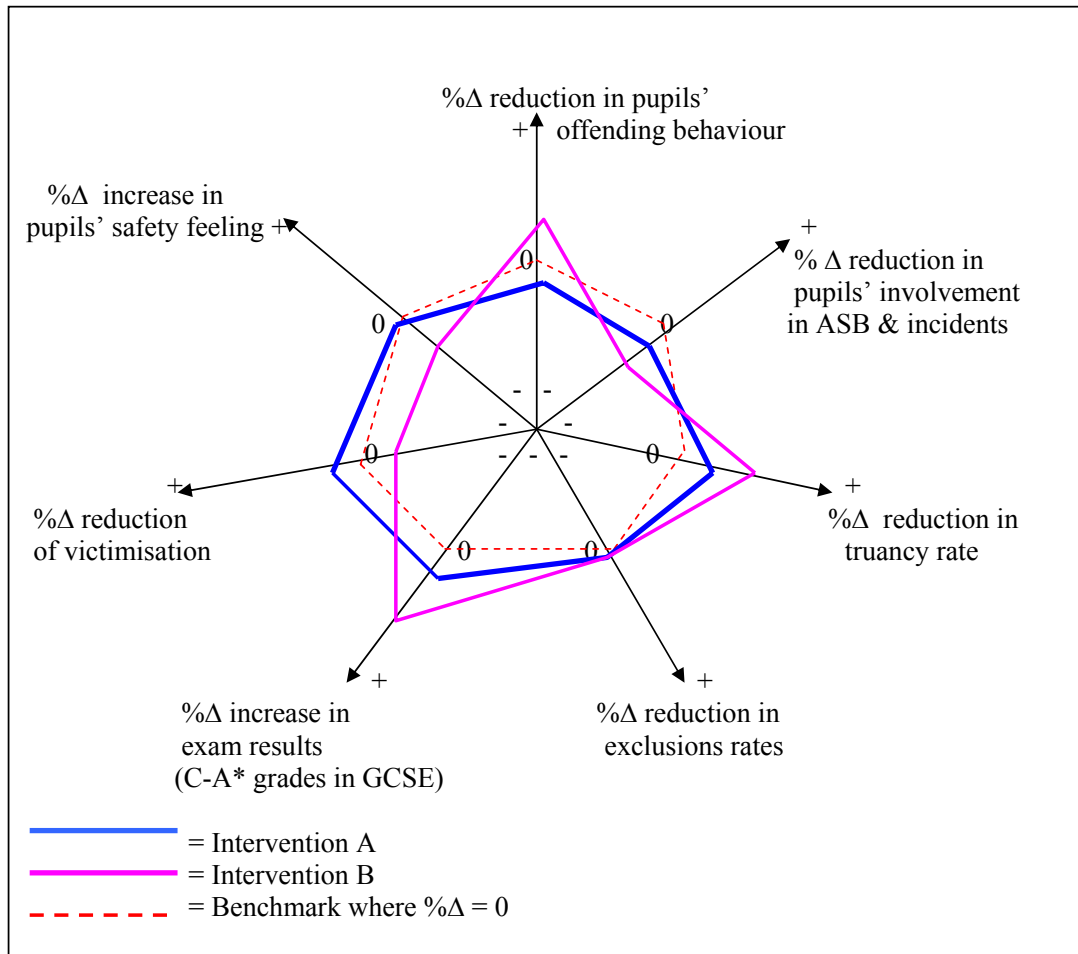 %Δ reduction in pupils'
+ offending behaviour
%Δ increase in
pupils' safety feeling +
+
% Δ reduction in
pupils' involvement
in ASB & incidents
0
0
0
- -
- -
0
0
- - -
+
%Δ reduction
of victimisation
+
%Δ reduction in
truancy rate
0
0
+
%Δ increase in
exam results
(C-A* grades in GCSE)
+
%Δ reduction in
exclusions rates
= Intervention A
= Intervention B
= Benchmark where %Δ = 0